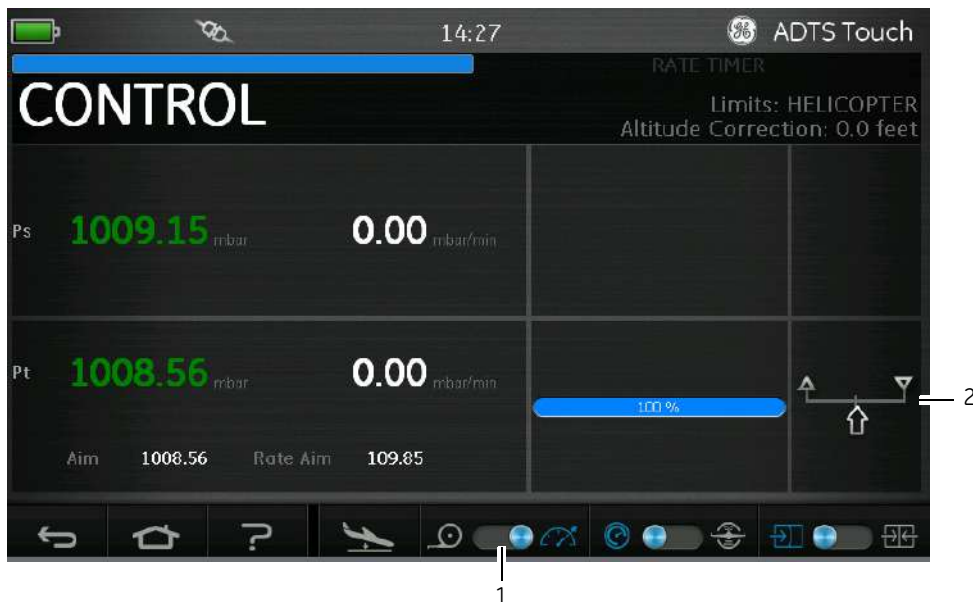 14:27
ADTS Touch
RATE TIMER
CONTROL
Limits: HELICOPTER
Altitude Correction: 0.0 feet
Ps 1009.15 mbar 0.00 mbar/min
Pt 1008.56 mbar 0.00 mbar/min
100 %
2
Aim 1008.56 Rate Aim 109.85
?
1